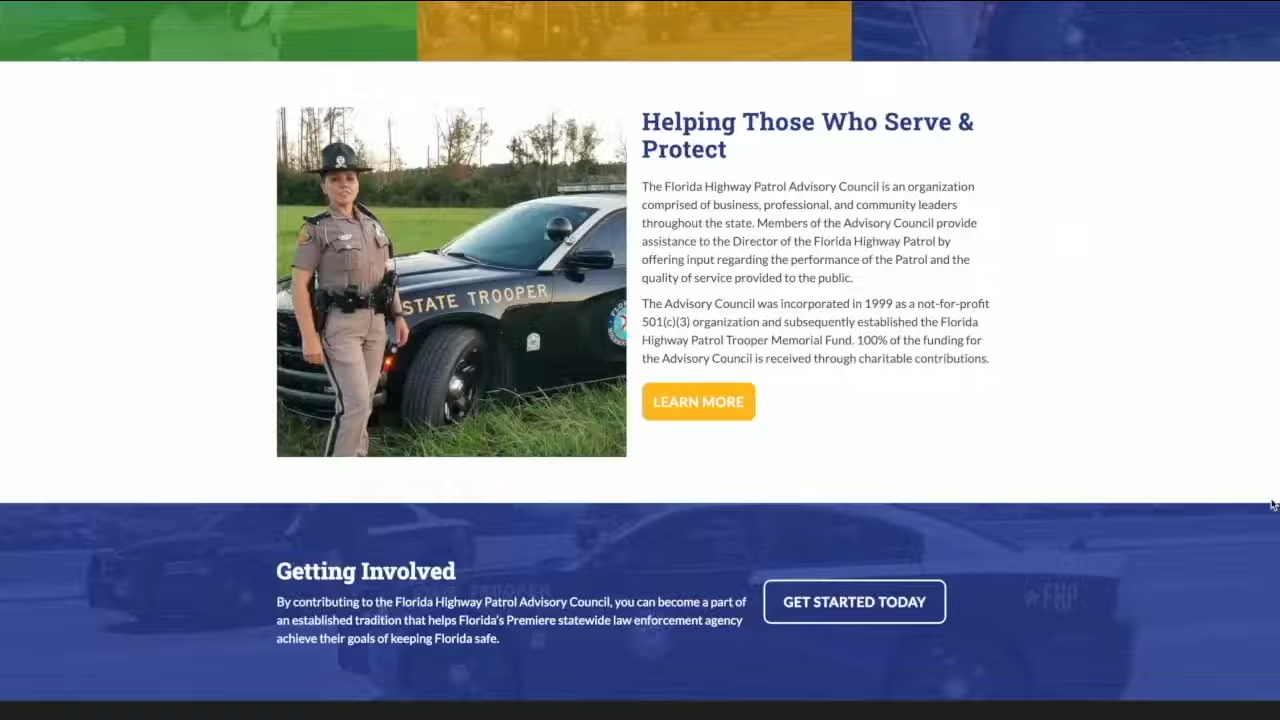 Helping Those Who Serve &
Protect
The Florida Highway Patrol Advisory Council is an organization
comprised of business, professional, and community leaders
throughout the state. Members of the Advisory Council provide
assistance to the Director of the Florida Highway Patrol by
offering input regarding the performance of the Patrol and the
quality of service provided to the public.
The Advisory Council was incorporated in 1999 as a not-for-profit
501(c)(3) organization and subsequently established the Florida
Highway Patrol Trooper Memorial Fund. 100% of the funding for
the Advisory Council is received through charitable contributions.
LEARN MORE
STATE TROOPER
Getting Involved
By contributing to the Florida Highway Patrol Advisory Council, you can become a part of
an established tradition that helps Florida's Premiere statewide law enforcement agency
achieve their goals of keeping Florida safe.
GET STARTED TODAY
FHP